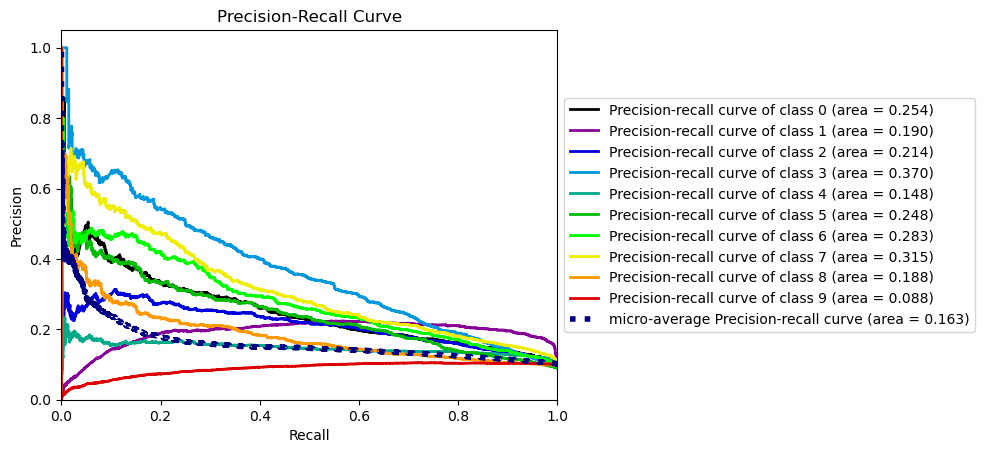 Precision-Recall Curve
1.0
0.8
0.6
0.4
0.2
0.0
Precision
0.0 0.2 0.4 0.6 0.8 1.0
Recall
Precision-recall curve of class 0 (area = 0.254)
Precision-recall curve of class 1 (area = 0.190)
Precision-recall curve of class 2 (area = 0.214)
Precision-recall curve of class 3 (area = 0.370)
Precision-recall curve of class 4 (area = 0.148)
Precision-recall curve of class 5 (area = 0.248)
Precision-recall curve of class 6 (area = 0.283)
Precision-recall curve of class 7 (area = 0.315)
Precision-recall curve of class 8 (area = 0.188)
Precision-recall curve of class 9 (area = 0.088)
micro-average Precision-recall curve (area = 0.163)